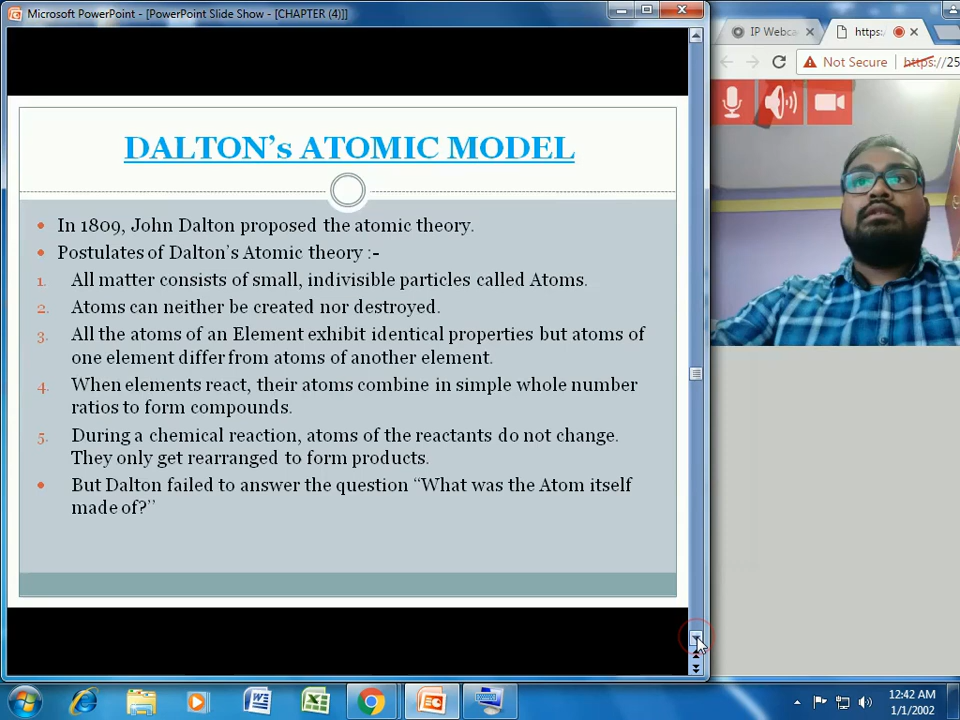 Microsoft PowerPoint - [PowerPoint Slide Show - [CHAPTER (4)]]
IP Webca
https:
Not Secure
https://25
DALTON's ATOMIC MODEL
• In 1809, John Dalton proposed the atomic theory.
• Postulates of Dalton's Atomic theory :-
1. All matter consists of small, indivisible particles called Atoms.
2. Atoms can neither be created nor destroyed.
3. All the atoms of an Element exhibit identical properties but atoms of
one element differ from atoms of another element.
4. When elements react, their atoms combine in simple whole number
ratios to form compounds.
5. During a chemical reaction, atoms of the reactants do not change.
They only get rearranged to form products.
• But Dalton failed to answer the question “What was the Atom itself
made of?’’
12:42 AM
1/1/2002